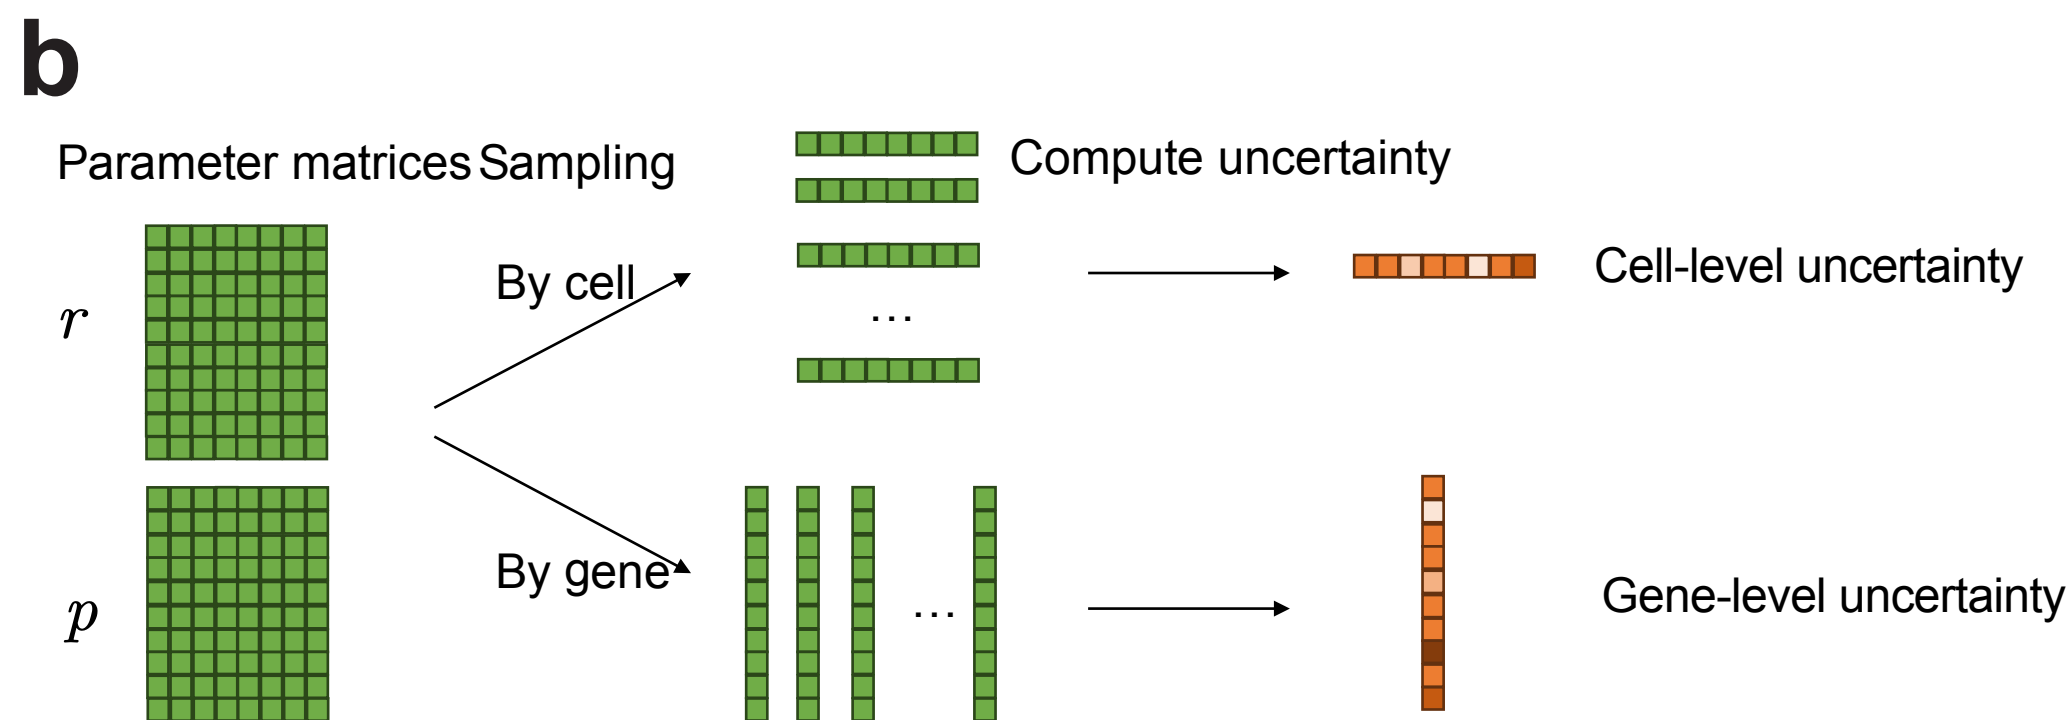 b
Parameter matrices Sampling
Compute uncertainty
By cell
Cell-level uncertainty
r
...
By gene
Gene-level uncertainty
p
...